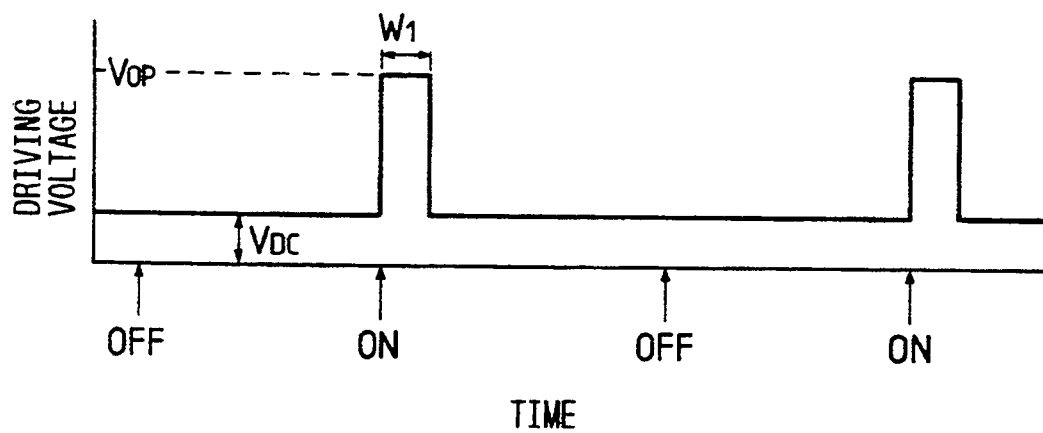 W1
VOP
DRIVING
VOLTAGE
VDC
OFF
ON
OFF
ON
TIME